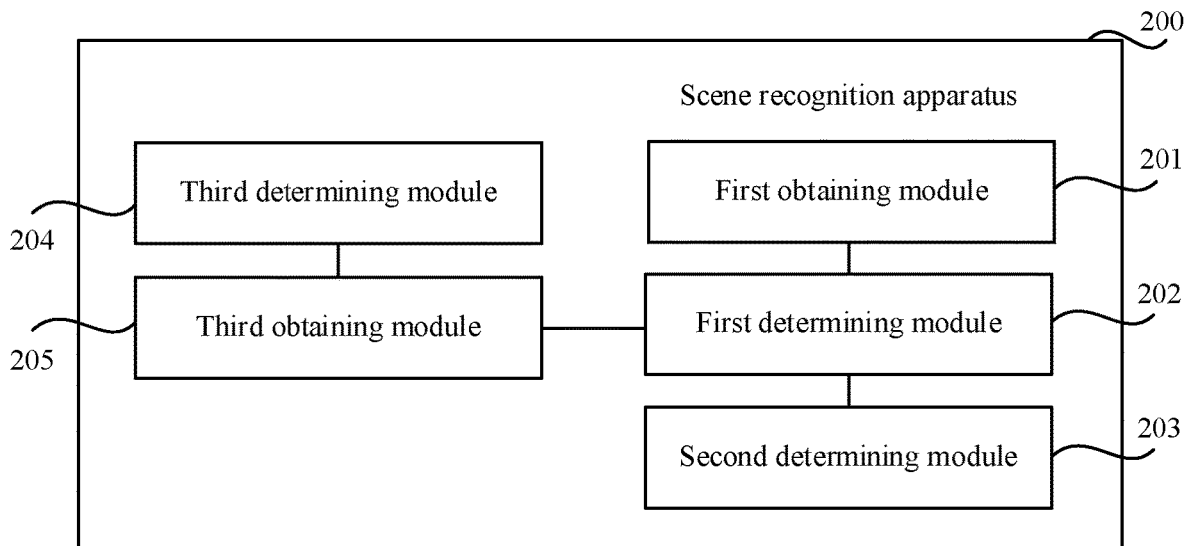 200
Scene recognition apparatus
201
Third determining module
First obtaining module
204
202
Third obtaining module
First determining module
205
203
Second determining module